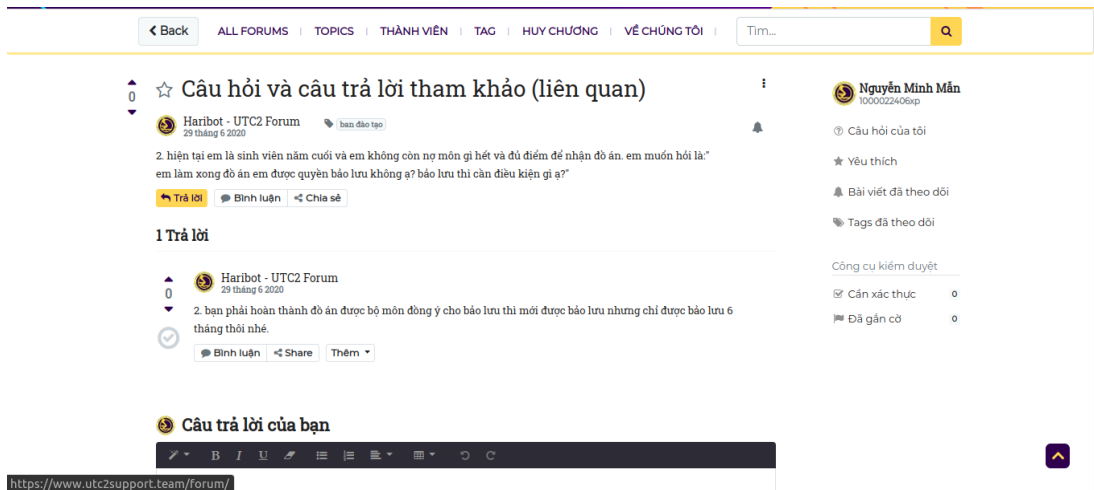 Back ALL FORUMS TOPICS THÀNH VIÊN TAG HUY CHƯƠNG VỀ CHÚNG TÔI Tìm...
0
Câu hỏi và câu trả lời tham khảo (liên quan)
Haribot - UTC2 Forum ban đào tạo
29 tháng 6 2020
2. hiện tại em là sinh viên năm cuối và em không còn nợ môn gì hết và đủ điểm để nhận đồ án. em muốn hỏi là:"
em làm xong đồ án em được quyền bảo lưu không ạ? bảo lưu thì cần điều kiện gì ạ?"
Trả lời Bình luận Chia sẻ
1 Trả lời
0
Haribot - UTC2 Forum
29 tháng 6 2020
2. bạn phải hoàn thành đồ án được bộ môn đồng ý cho bảo lưu thì mới được bảo lưu nhưng chỉ được bảo lưu 6
tháng thôi nhé.
Bình luận Share Thêm
Câu trả lời của bạn
B I U
Nguyễn Minh Mẫn
1000022406xp
Câu hỏi của tôi
Yêu thích
Bài viết đã theo dõi
Tags đã theo dõi
Công cụ kiểm duyệt
Cần xác thực 0
Đã gắn cờ 0
https://www.utc2support.team/forum/